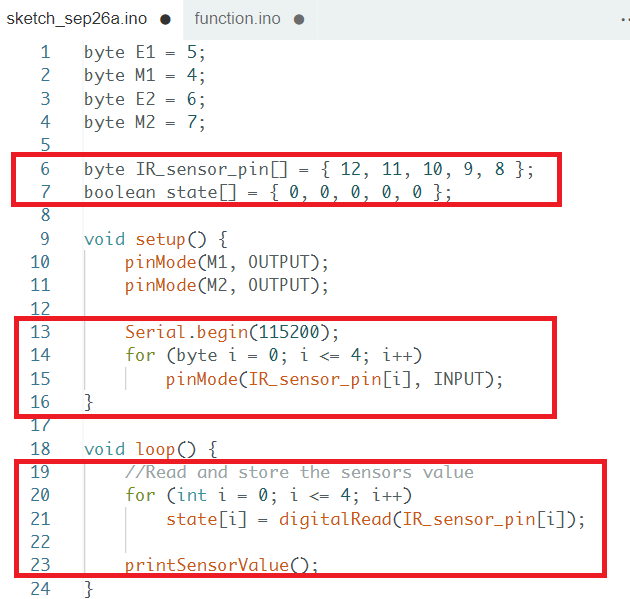 sketch_sep26a.ino ● function.ino ● ..
1 byte E1 = 5;
2 byte M1 = 4;
3 byte E2 = 6;
4 byte M2 = 7;
5
6 byte IR_sensor_pin[] = { 12, 11, 10, 9, 8 };
7 boolean state[] = { 0, 0, 0, 0, 0 };
8
9 void setup() {
10 pinMode(M1, OUTPUT);
11 pinMode(M2, OUTPUT);
12
13 Serial.begin(115200);
14 for (byte i = 0; i <= 4; i++)
15 pinMode(IR_sensor_pin[i], INPUT);
16 }
17
18 void loop() {
19 //Read and store the sensors value
20 for (int i = 0; i <= 4; i++)
21 state[i] = digitalRead(IR_sensor_pin[i]);
22
23 printSensorValue();
24 }